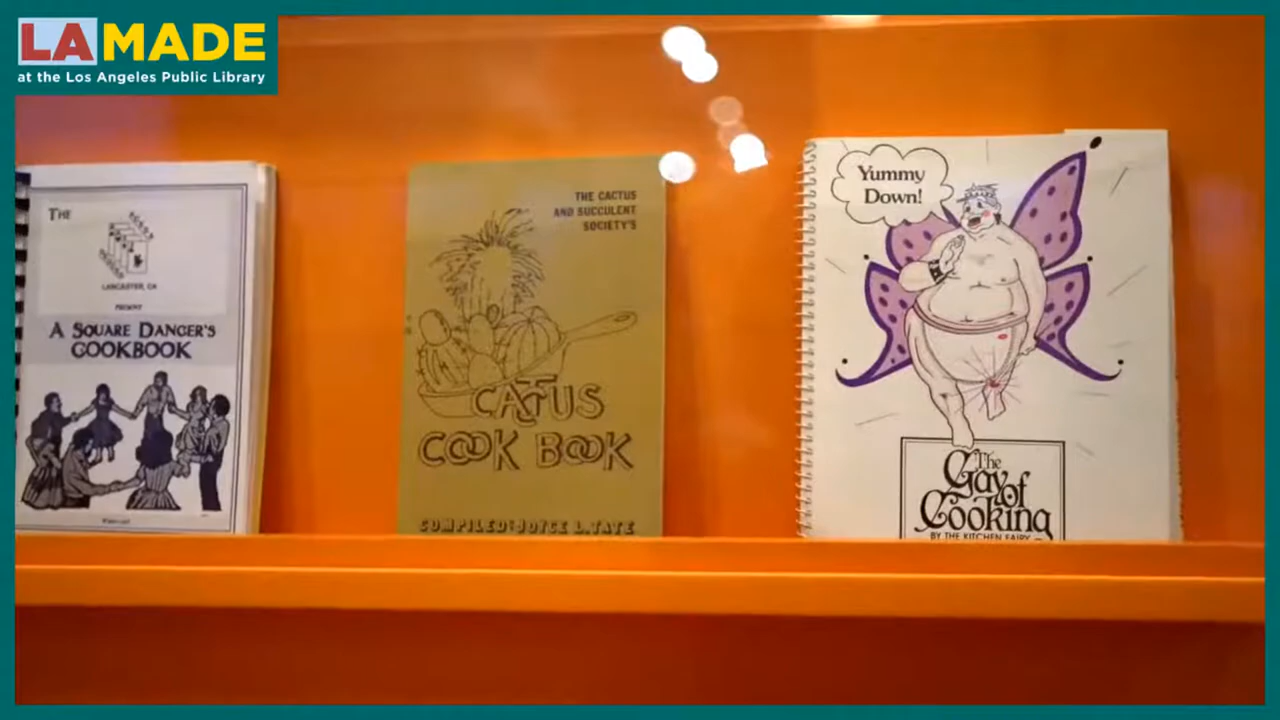 LA MADE
at the Los Angeles Public Library
THE
LANCASTER, CA
PRESENT
A SQUARE DANCER'S
COOKBOOK
THE CACTUS
AND SUCCULENT
SOCIETY'S
CACTUS
COOK BOOK
COMPILED: JOYCE L. TATE
Yummy
Down!
The
Gay of
Cooking
BY THE KITCHEN FAIRY